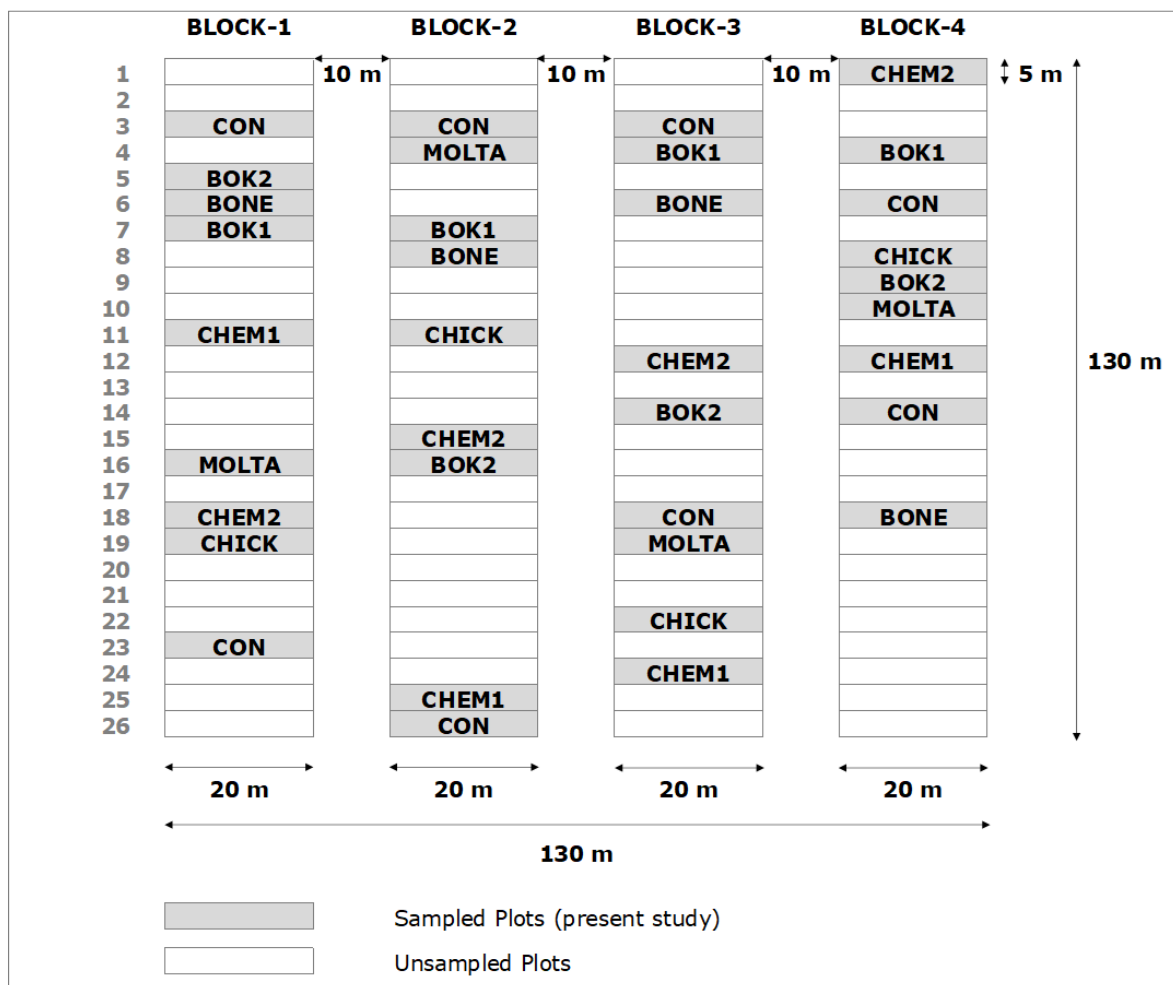 BLOCK-1 BLOCK-2 BLOCK-3 BLOCK-4
1 10 m 10 m 10 m CHEM2 5 m
2
3 CON CON CON
4 MOLTA BOK1 BOK1
5 BOK2
6 BONE BONE CON
7 BOK1 BOK1
8 BONE CHICK
9 BOK2
10 MOLTA
11 CHEM1 CHICK
12 CHEM2 CHEM1 130 m
13
14 BOK2 CON
15 CHEM2
16 MOLTA BOK2
17
18 CHEM2 CON BONE
19 CHICK MOLTA
20
21
22 CHICK
23 CON
24 CHEM1
25 CHEM1
26 CON
20 m 20 m 20 m 20 m
130 m
Sampled Plots (present study)
Unsampled Plots